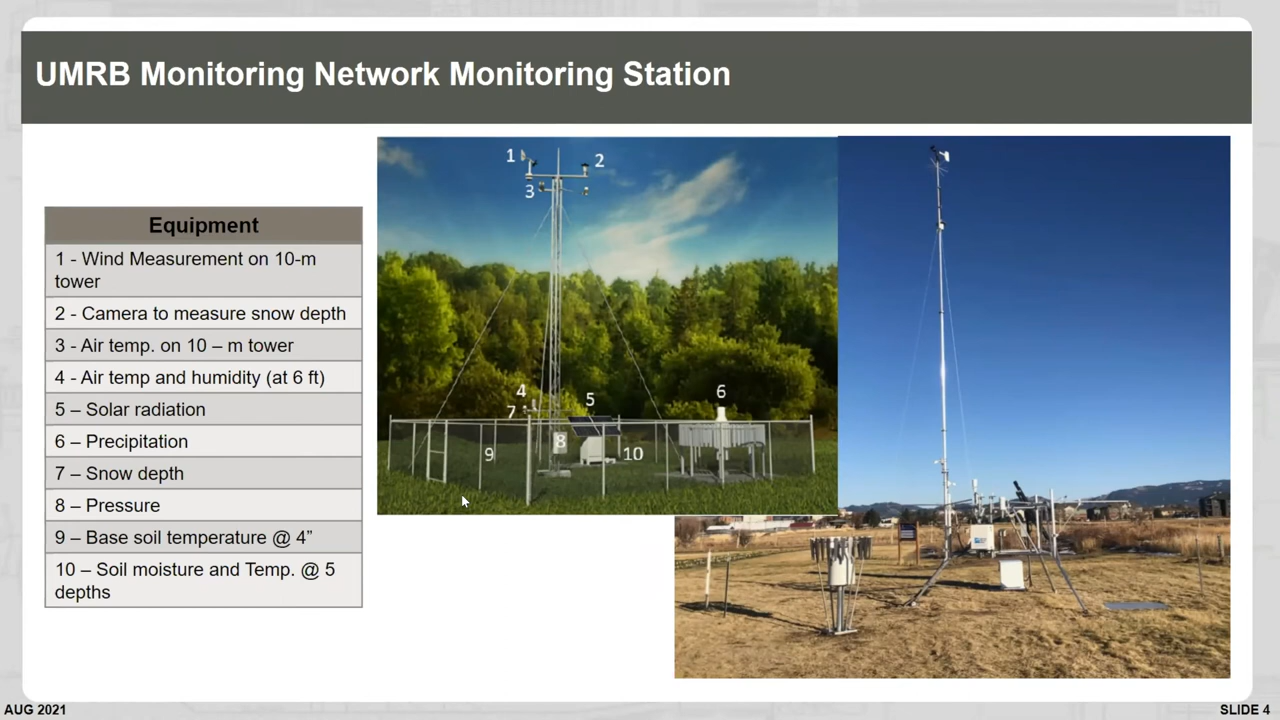 UMRB Monitoring Network Monitoring Station
Equipment
1 - Wind Measurement on 10-m
tower
2 - Camera to measure snow depth
3 - Air temp. on 10 – m tower
4 - Air temp and humidity (at 6 ft)
5 – Solar radiation
6 – Precipitation
7 – Snow depth
8 – Pressure
9 – Base soil temperature @ 4”
10 – Soil moisture and Temp. @ 5
depths
1
2
3
4
5
6
7
8
9
10
AUG 2021
SLIDE 4